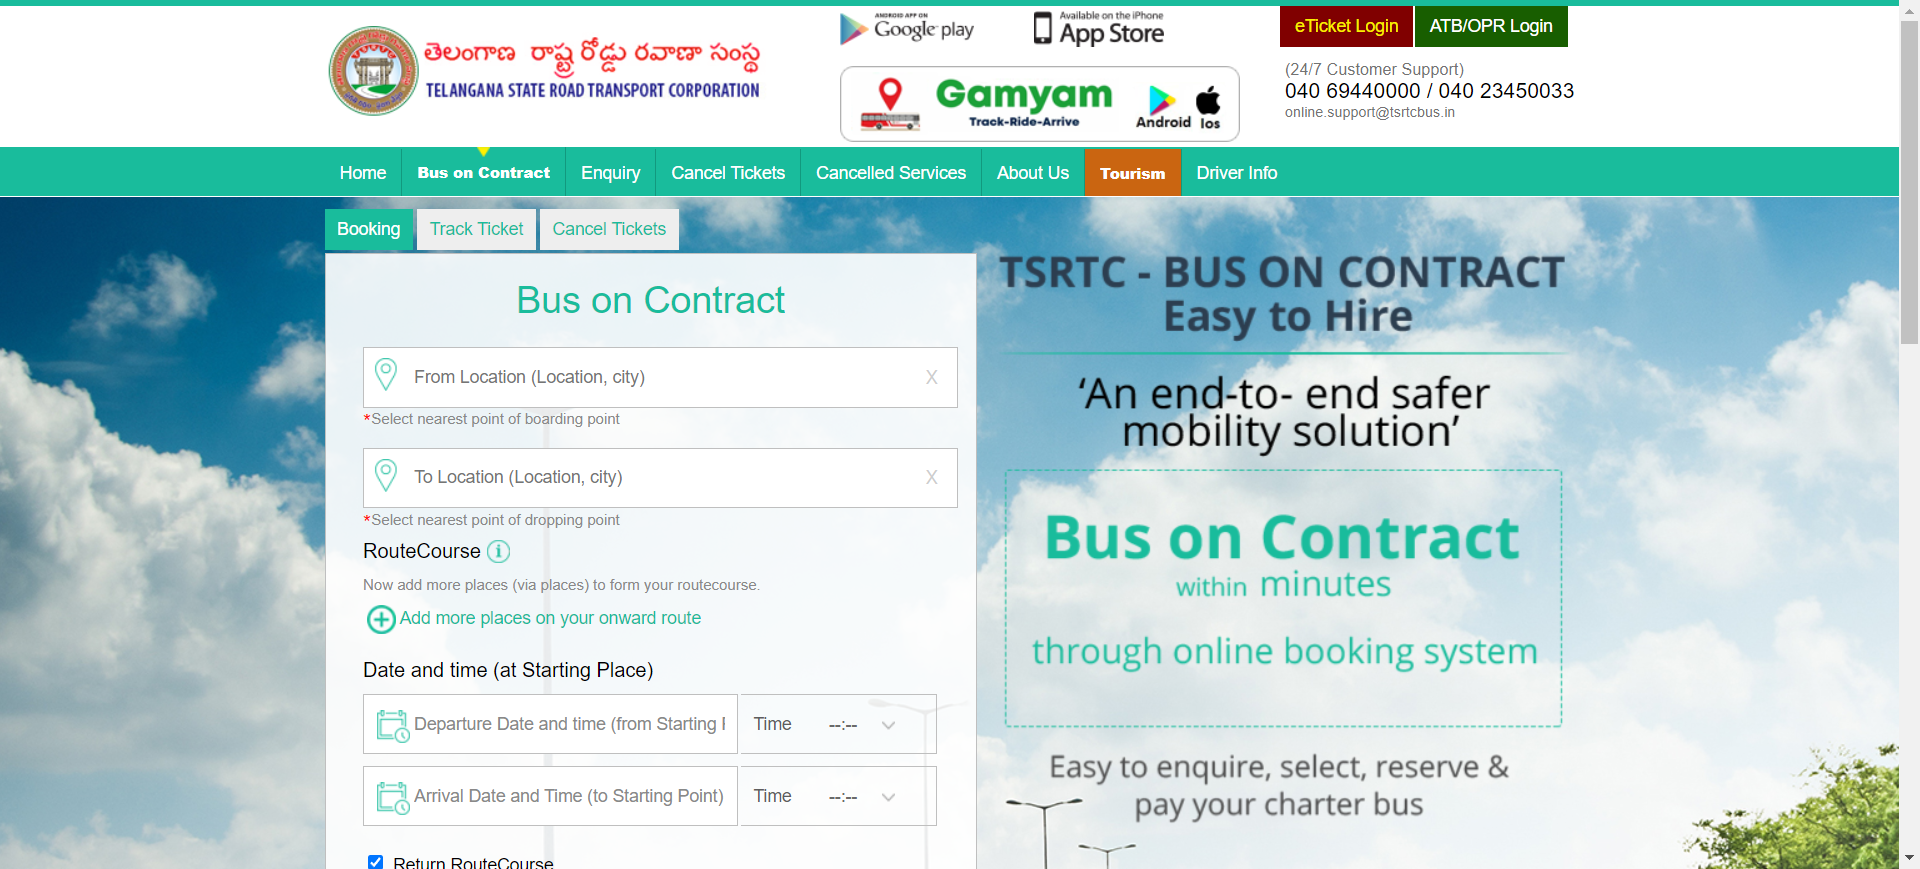 తెలంగాణ రాష్ట్ర రోడ్డు రవాణా సంస్థ
TELANGANA STATE ROAD TRANSPORT CORPORATION
ANDROID APP ON
Google play
Available on the iPhone
App Store
Gamyam
Track-Ride-Arrive
Android Ios
eTicket Login
ATB/OPR Login
(24/7 Customer Support)
040 69440000 / 040 23450033
online.support@tsrtcbus.in
Home Bus on Contract Enquiry Cancel Tickets Cancelled Services About Us Tourism Driver Info
Booking Track Ticket Cancel Tickets
Bus on Contract
From Location (Location, city) X
*Select nearest point of boarding point
To Location (Location, city) X
*Select nearest point of dropping point
RouteCourse i
Now add more places (via places) to form your routecourse.
Add more places on your onward route
Date and time (at Starting Place)
Departure Date and time (from Starting Time --:--
Arrival Date and Time (to Starting Point) Time --:--
Return RouteCourse
TSRTC - BUS ON CONTRACT
Easy to Hire
‘An end-to- end safer
mobility solution’
Bus on Contract
within minutes
through online booking system
Easy to enquire, select, reserve &
pay your charter bus